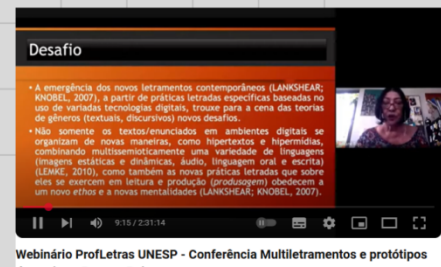 Desafio
• A emergência dos novos letramentos contemporâneos (LANKSHEAR;
KNOBEL, 2007), a partir de práticas letradas específicas baseadas no
uso de variadas tecnologias digitais, trouxe para a cena das teorias
de gêneros (textuais, discursivos) novos desafios.
• Não somente os textos/enunciados em ambientes digitais se
organizam de novas maneiras, como hipertextos e hipermídias,
combinando multissemioticamente uma variedade de linguagens
(imagens estáticas e dinâmicas, áudio, linguagem oral e escrita)
(LEMKE, 2010), como também as novas práticas letradas que sobre
eles se exercem em leitura e produção (produsagem) obedecem a
um novo ethos e a novas mentalidades (LANKSHEAR; KNOBEL, 2007).
9:15 / 2:31:14
Webinário ProfLetras UNESP - Conferência Multiletramentos e protótipos